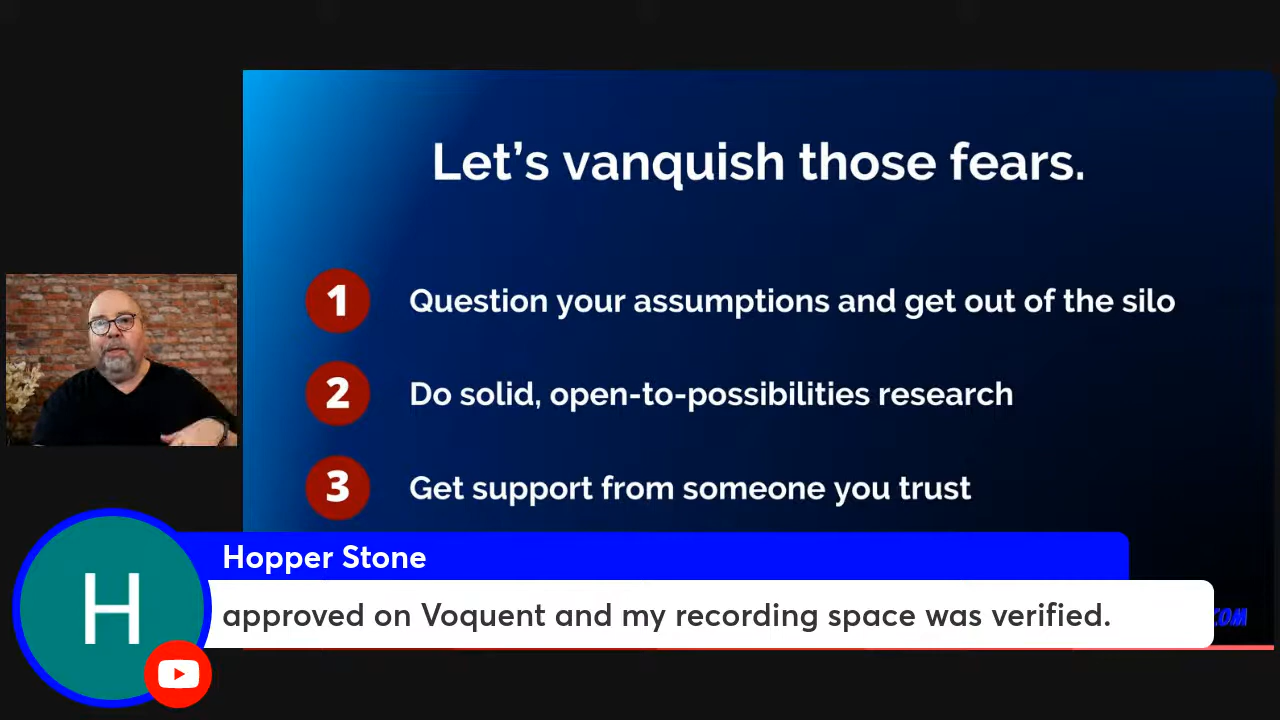 Let's vanquish those fears.
1 Question your assumptions and get out of the silo
2 Do solid, open-to-possibilities research
3 Get support from someone you trust
H
Hopper Stone
approved on Voquent and my recording space was verified.
.COM